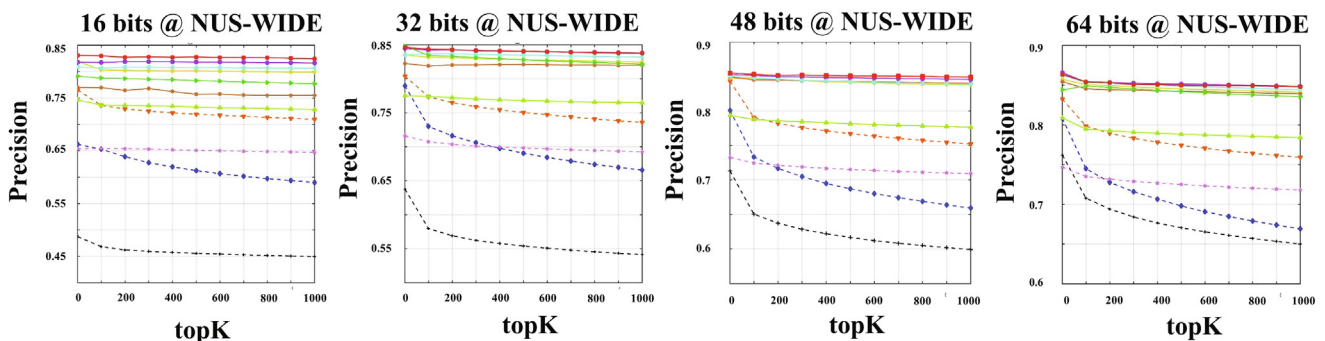 16 bits @ NUS-WIDE
Precision
0.85
0.75
0.65
0.55
0.45
0 200 400 600 800 1000
topK
32 bits @ NUS-WIDE
Precision
0.85
0.75
0.65
0.55
0 200 400 600 800 1000
topK
48 bits @ NUS-WIDE
Precision
0.9
0.8
0.7
0.6
0 200 400 600 800 1000
topK
64 bits @ NUS-WIDE
Precision
0.9
0.8
0.7
0.6
0 200 400 600 800 1000
topK